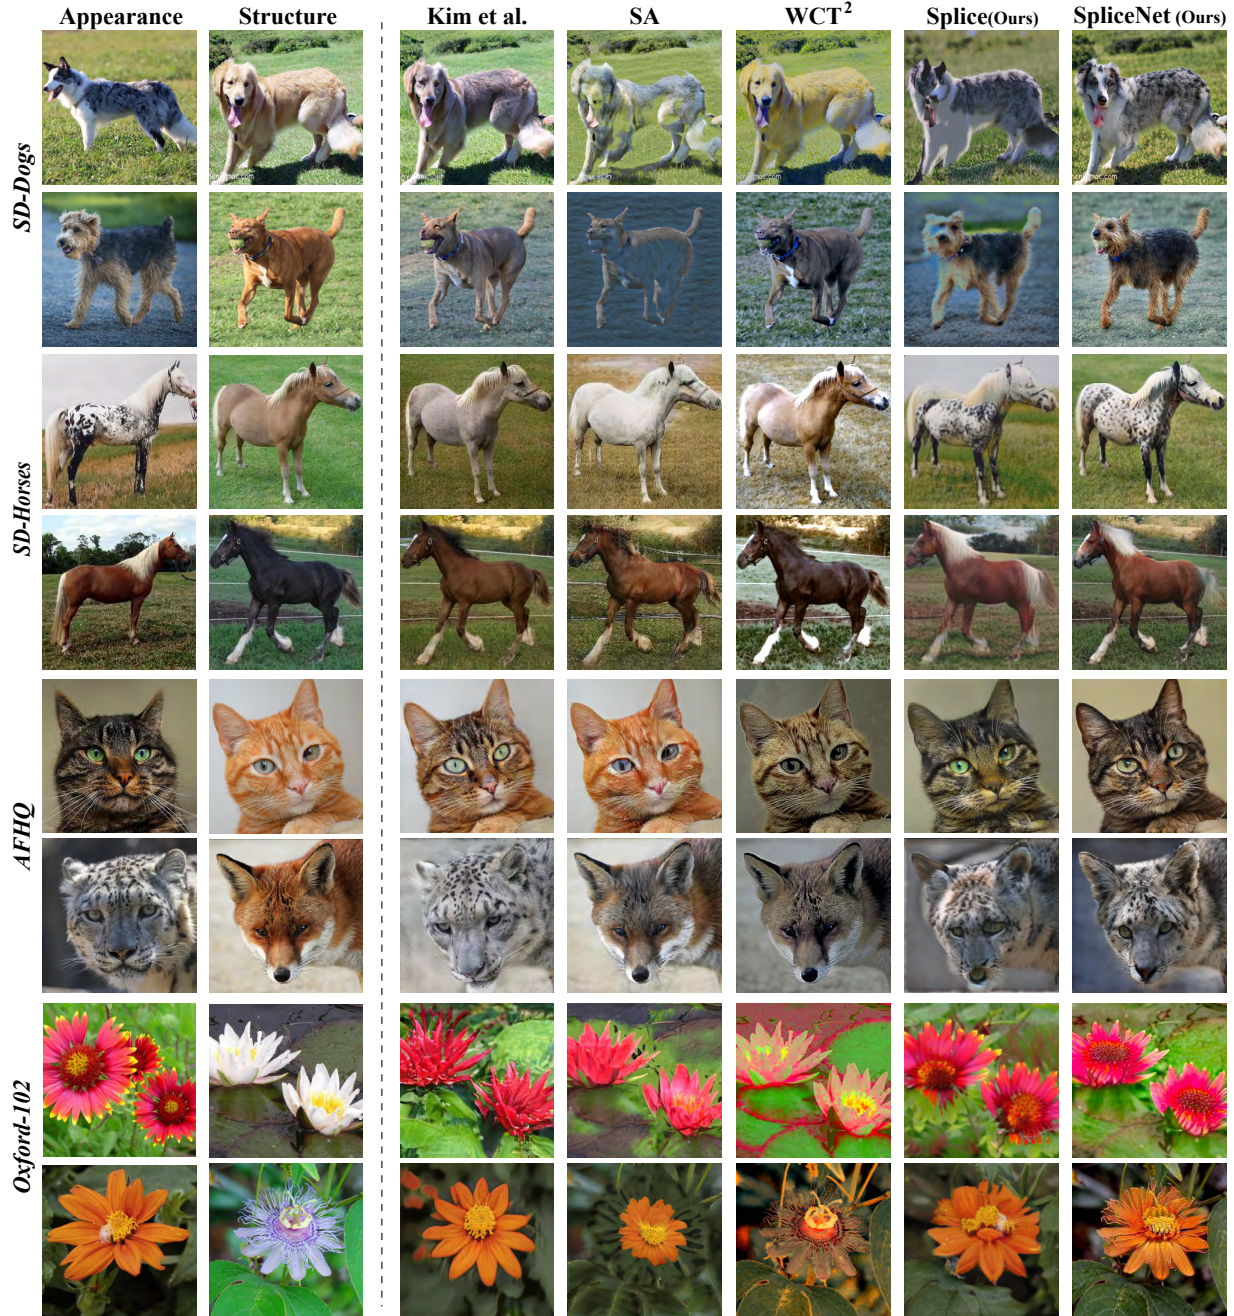 Appearance Structure Kim et al. SA WCT2 Splice(Ours) SpliceNet (Ours)
SD-Dogs
SD-Horses
AFHQ
Oxford-102